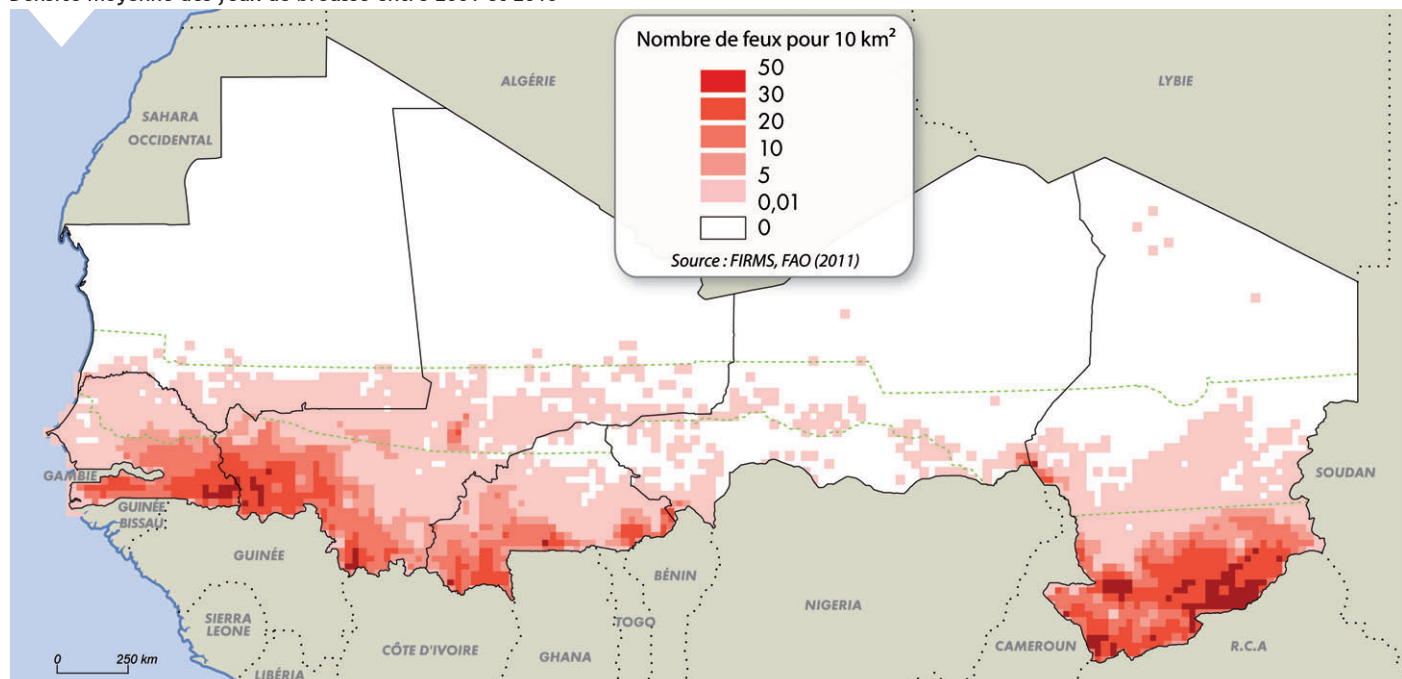 Nombre de feux pour 10 km²
50
30
20
10
5
0,01
0
Source : FIRMS, FAO (2011)
ALGÉRIE
LYBIE
SAHARA
OCCIDENTAL
GAMBIE
GUINÉE
BISSAU
GUINÉE
SIERRA
LEONE
LIBÉRIA
CÔTE D'IVOIRE
GHANA
TOGO
BÉNIN
NIGERIA
CAMEROUN
R.C.A
SOUDAN
0 250 km